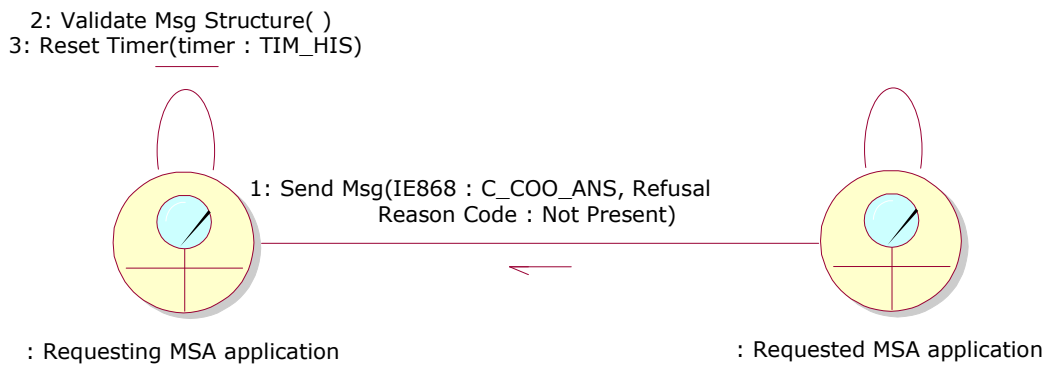 2: Validate Msg Structure( )
3: Reset Timer(timer : TIM_HIS)
1: Send Msg(IE868 : C_COO_ANS, Refusal
Reason Code : Not Present)
: Requesting MSA application
: Requested MSA application